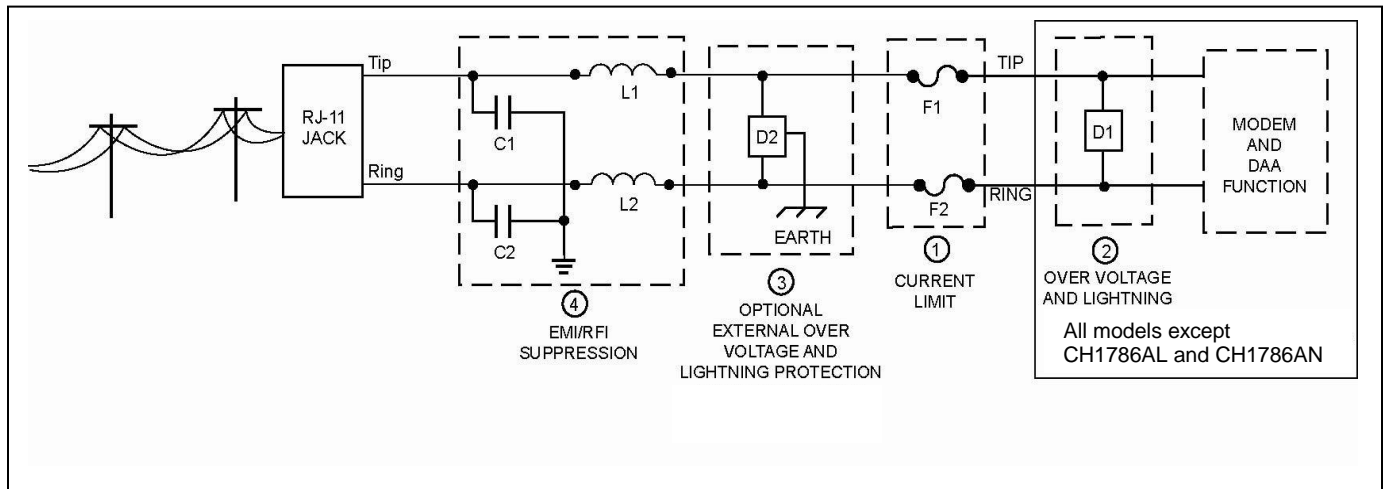 Tip
TIP
RJ-11
JACK
L1
C1
D2
F1
D1
MODEM
AND
DAA
FUNCTION
Ring
L2
C2
F2
RING
EARTH
4
EMI/RFI
SUPPRESSION
3
OPTIONAL
EXTERNAL OVER
VOLTAGE AND
LIGHTNING PROTECTION
1
CURRENT
LIMIT
2
OVER VOLTAGE
AND LIGHTNING
All models except
CH1786AL and CH1786AN